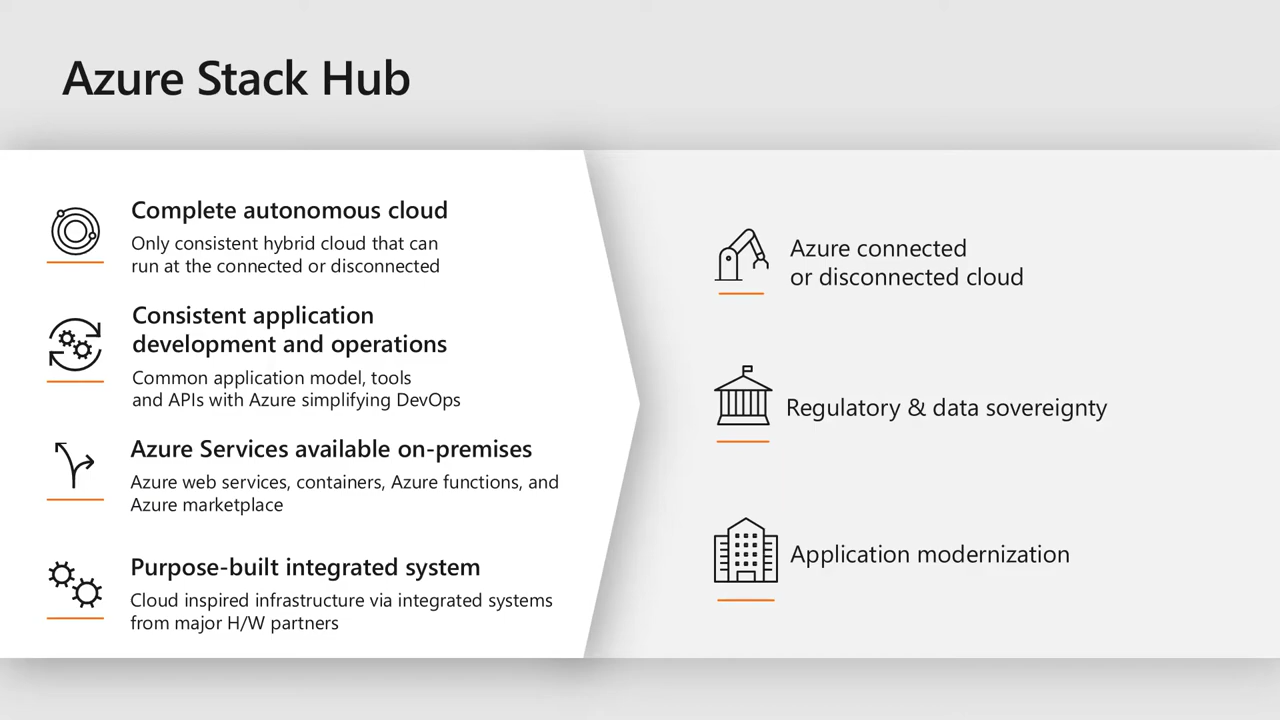 Azure Stack Hub
Complete autonomous cloud
Only consistent hybrid cloud that can
run at the connected or disconnected
Consistent application
development and operations
Common application model, tools
and APIs with Azure simplifying DevOps
Azure Services available on-premises
Azure web services, containers, Azure functions, and
Azure marketplace
Purpose-built integrated system
Cloud inspired infrastructure via integrated systems
from major H/W partners
Azure connected
or disconnected cloud
Regulatory & data sovereignty
Application modernization